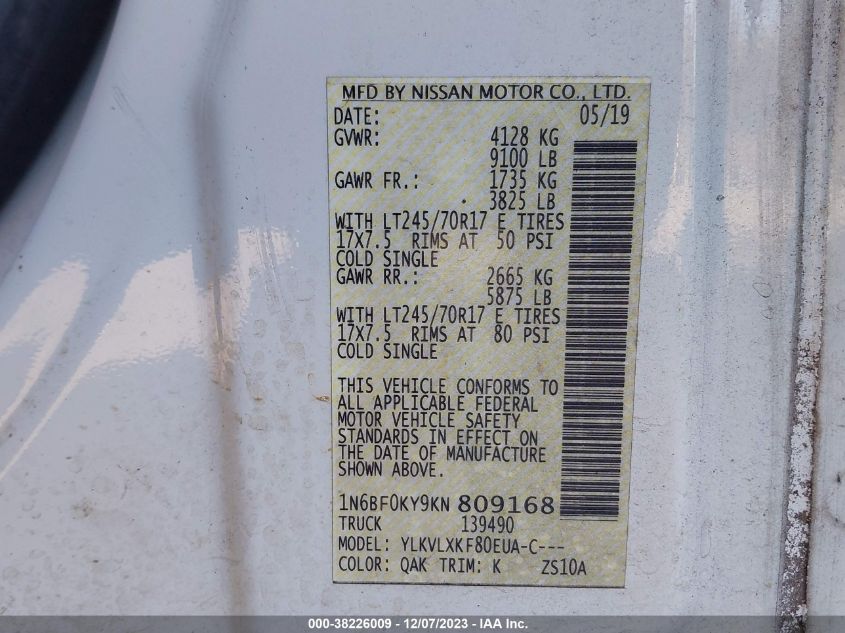 MFD BY NISSAN MOTOR CO., LTD.
DATE: 05/19
GVWR: 4128 KG
9100 LB
GAWR FR.: 1735 KG
3825 LB
WITH LT245/70R17 E TIRES
17X7.5 RIMS AT 50 PSI
COLD SINGLE
GAWR RR.: 2665 KG
5875 LB
WITH LT245/70R17 E TIRES
17X7.5 RIMS AT 80 PSI
COLD SINGLE
THIS VEHICLE CONFORMS TO
ALL APPLICABLE FEDERAL
MOTOR VEHICLE SAFETY
STANDARDS IN EFFECT ON
THE DATE OF MANUFACTURE
SHOWN ABOVE.
1N6BF0KY9KN 809168
TRUCK 139490
MODEL: YLKVLXKF80EUA-C---
COLOR: QAK TRIM: K ZS10A
000-38226009 - 12/07/2023 - IAA Inc.